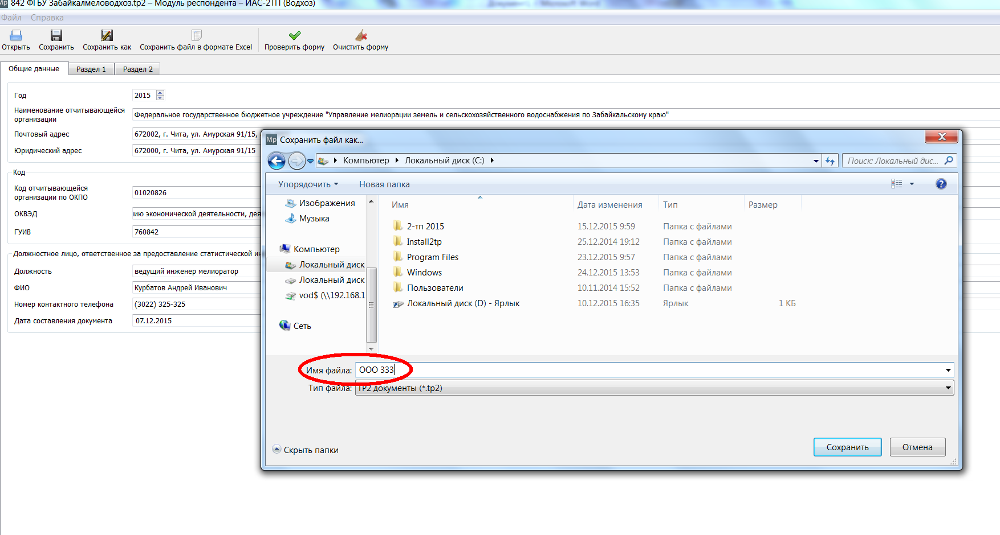 842 ФГБУ Забайкалмеловодхоз.tp2 – Модуль респондента – ИАС-2ТП (Водхоз)
Файл Справка
Открыть Сохранить Сохранить как Сохранить файл в формате Excel Проверить форму Очистить форму
Общие данные Раздел 1 Раздел 2
Год 2015
Наименование отчитывающейся
организации
Федеральное государственное бюджетное учреждение "Управление мелиорации земель и сельскохозяйственного водоснабжения по Забайкальскому краю"
Почтовый адрес 672002, г. Чита, ул. Амурская 91/15,
Юридический адрес 672000, г. Чита, ул. Амурская 91/15
Код
Код отчитывающейся
организации по ОКПО
01020826
ОКВЭД нию экономической деятельности, дея
ГУИВ 760842
Должностное лицо, ответственное за предоставление статистической ин
Должность ведущий инженер мелиоратор
ФИО Курбатов Андрей Иванович
Номер контактного телефона (3022) 325-325
Дата составления документа 07.12.2015
Mp Сохранить файл как...
Компьютер Локальный диск (C:) Поиск: Локальный дис...
Упорядочить Новая папка
Изображения
Музыка
Компьютер
Локальный диск
Локальный диск
vod$ (\\192.168.1
Сеть
Имя Дата изменения Тип Размер
2-тп 2015 15.12.2015 9:59 Папка с файлами
Install2tp 25.12.2014 19:12 Папка с файлами
Program Files 23.12.2015 9:57 Папка с файлами
Windows 24.12.2015 13:53 Папка с файлами
Пользователи 10.11.2014 15:52 Папка с файлами
Локальный диск (D) - Ярлык 10.12.2015 16:35 Ярлык 1 КБ
Имя файла: ООО 333
Тип файла: TP2 документы (*.tp2)
Скрыть папки
Сохранить Отмена